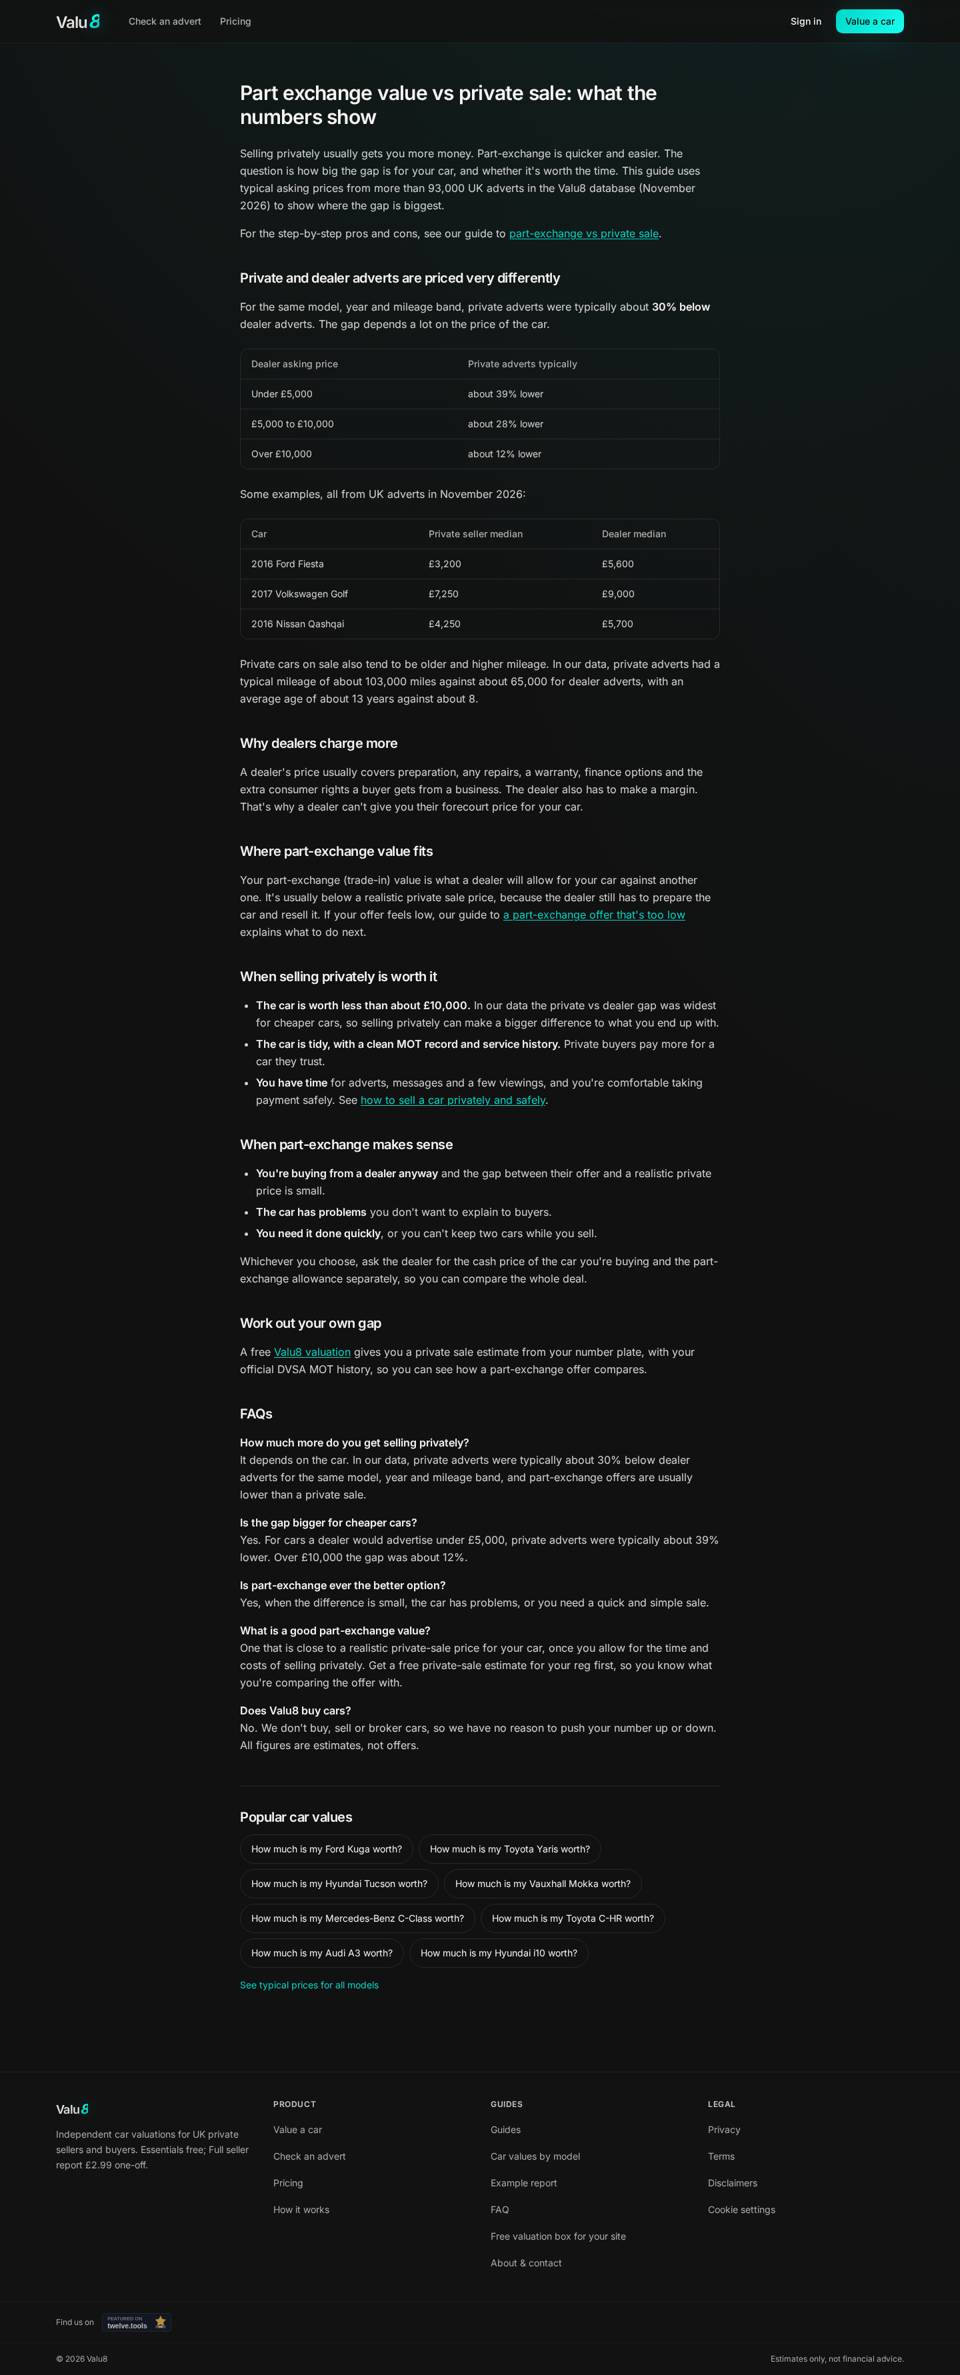 Valu8 Check an advert Pricing Sign in Value a car
Part exchange value vs private sale: what the
numbers show
Selling privately usually gets you more money. Part-exchange is quicker and easier. The
question is how big the gap is for your car, and whether it's worth the time. This guide uses
typical asking prices from more than 93,000 UK adverts in the Valu8 database (November
2026) to show where the gap is biggest.
For the step-by-step pros and cons, see our guide to part-exchange vs private sale.
Private and dealer adverts are priced very differently
For the same model, year and mileage band, private adverts were typically about 30% below
dealer adverts. The gap depends a lot on the price of the car.
Dealer asking price Private adverts typically
Under £5,000 about 39% lower
£5,000 to £10,000 about 28% lower
Over £10,000 about 12% lower
Some examples, all from UK adverts in November 2026:
Car Private seller median Dealer median
2016 Ford Fiesta £3,200 £5,600
2017 Volkswagen Golf £7,250 £9,000
2016 Nissan Qashqai £4,250 £5,700
Private cars on sale also tend to be older and higher mileage. In our data, private adverts had a
typical mileage of about 103,000 miles against about 65,000 for dealer adverts, with an
average age of about 13 years against about 8.
Why dealers charge more
A dealer's price usually covers preparation, any repairs, a warranty, finance options and the
extra consumer rights a buyer gets from a business. The dealer also has to make a margin.
That's why a dealer can't give you their forecourt price for your car.
Where part-exchange value fits
Your part-exchange (trade-in) value is what a dealer will allow for your car against another
one. It's usually below a realistic private sale price, because the dealer still has to prepare the
car and resell it. If your offer feels low, our guide to a part-exchange offer that's too low
explains what to do next.
When selling privately is worth it
• The car is worth less than about £10,000. In our data the private vs dealer gap was widest
for cheaper cars, so selling privately can make a bigger difference to what you end up with.
• The car is tidy, with a clean MOT record and service history. Private buyers pay more for a
car they trust.
• You have time for adverts, messages and a few viewings, and you're comfortable taking
payment safely. See how to sell a car privately and safely.
When part-exchange makes sense
• You're buying from a dealer anyway and the gap between their offer and a realistic private
price is small.
• The car has problems you don't want to explain to buyers.
• You need it done quickly, or you can't keep two cars while you sell.
Whichever you choose, ask the dealer for the cash price of the car you're buying and the part-
exchange allowance separately, so you can compare the whole deal.
Work out your own gap
A free Valu8 valuation gives you a private sale estimate from your number plate, with your
official DVSA MOT history, so you can see how a part-exchange offer compares.
FAQs
How much more do you get selling privately?
It depends on the car. In our data, private adverts were typically about 30% below dealer
adverts for the same model, year and mileage band, and part-exchange offers are usually
lower than a private sale.
Is the gap bigger for cheaper cars?
Yes. For cars a dealer would advertise under £5,000, private adverts were typically about 39%
lower. Over £10,000 the gap was about 12%.
Is part-exchange ever the better option?
Yes, when the difference is small, the car has problems, or you need a quick and simple sale.
What is a good part-exchange value?
One that is close to a realistic private-sale price for your car, once you allow for the time and
costs of selling privately. Get a free private-sale estimate for your reg first, so you know what
you're comparing the offer with.
Does Valu8 buy cars?
No. We don't buy, sell or broker cars, so we have no reason to push your number up or down.
All figures are estimates, not offers.
Popular car values
How much is my Ford Kuga worth? How much is my Toyota Yaris worth?
How much is my Hyundai Tucson worth? How much is my Vauxhall Mokka worth?
How much is my Mercedes-Benz C-Class worth? How much is my Toyota C-HR worth?
How much is my Audi A3 worth? How much is my Hyundai i10 worth?
See typical prices for all models
Valu8
Independent car valuations for UK private
sellers and buyers. Essentials free; Full seller
report £2.99 one-off.
PRODUCT
Value a car
Check an advert
Pricing
How it works
GUIDES
Guides
Car values by model
Example report
FAQ
Free valuation box for your site
About & contact
LEGAL
Privacy
Terms
Disclaimers
Cookie settings
Find us on
FEATURED ON
twelve.tools
© 2026 Valu8 Estimates only, not financial advice.